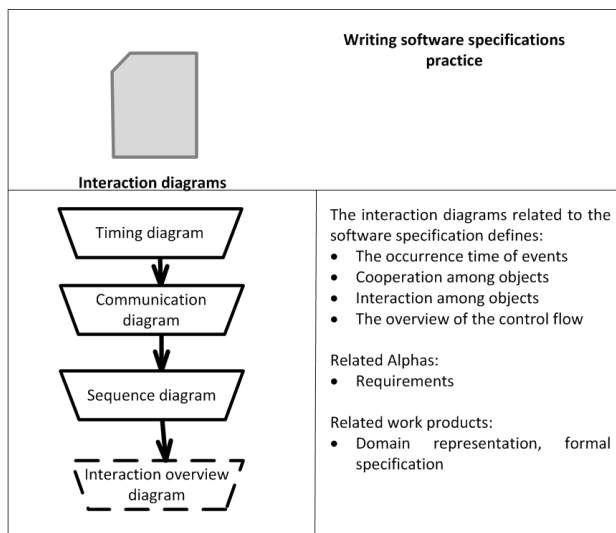 Writing software specifications
practice
Interaction diagrams
Timing diagram
Communication
diagram
Sequence diagram
Interaction overview
diagram
The interaction diagrams related to the
software specification defines:
• The occurrence time of events
• Cooperation among objects
• Interaction among objects
• The overview of the control flow
Related Alphas:
• Requirements
Related work products:
• Domain representation, formal
specification